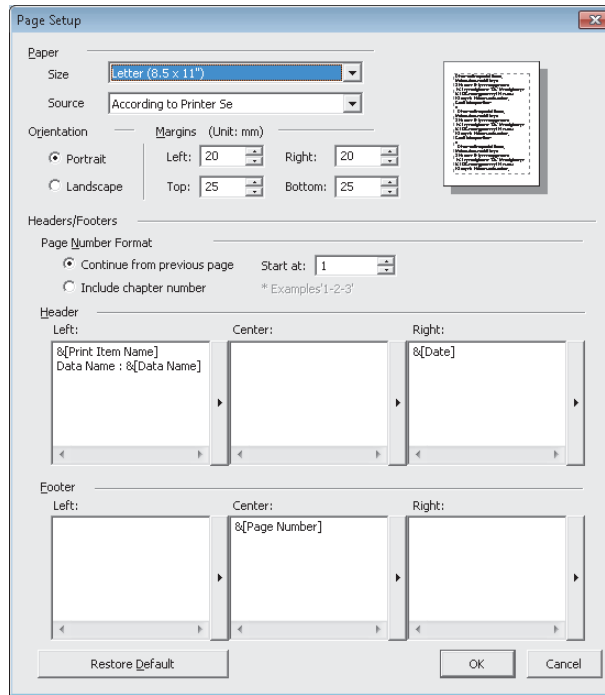 Page Setup
Paper
Size Letter (8.5 x 11")
Source According to Printer Se
Orientation Margins (Unit: mm)
Portrait Left: 20 Right: 20
Landscape Top: 25 Bottom: 25
Headers/Footers
Page Number Format
Continue from previous page Start at: 1
Include chapter number * Examples'1-2-3'
Header
Left: Center: Right:
&[Print Item Name] &[Date]
Data Name : &[Data Name]
Footer
Left: Center: Right:
&[Page Number]
Restore Default OK Cancel